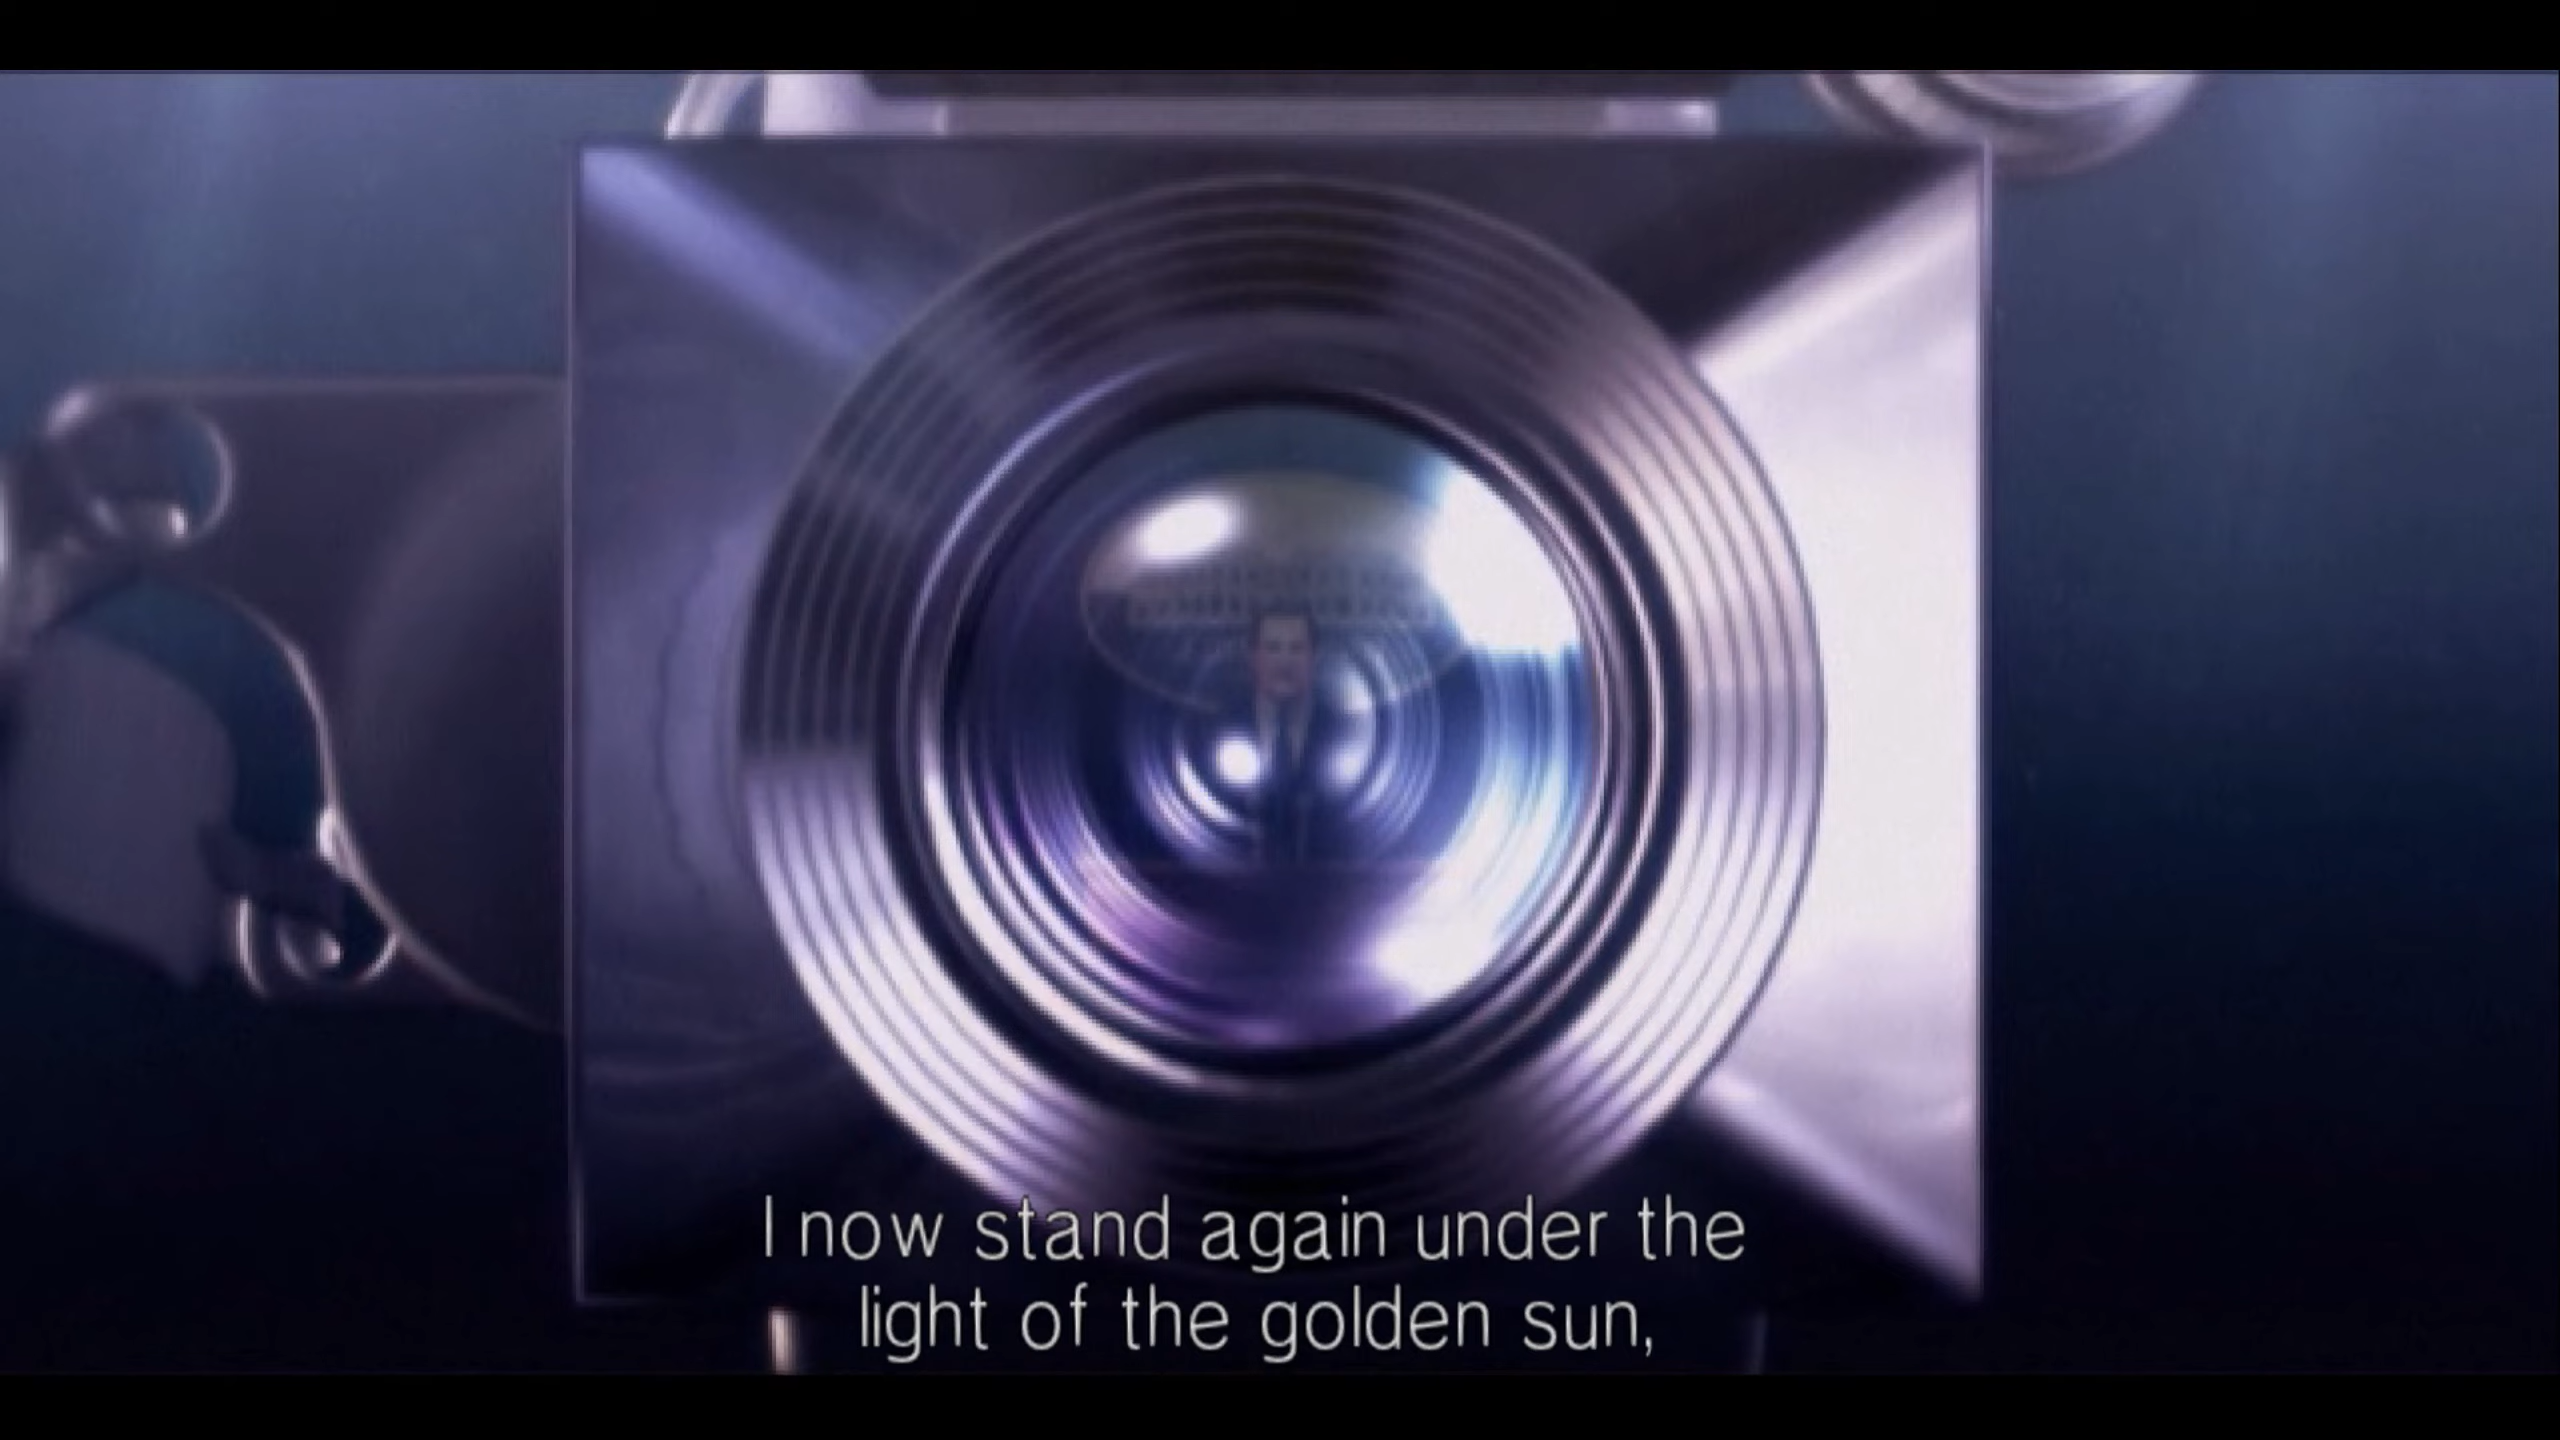 I now stand again under the
light of the golden sun,